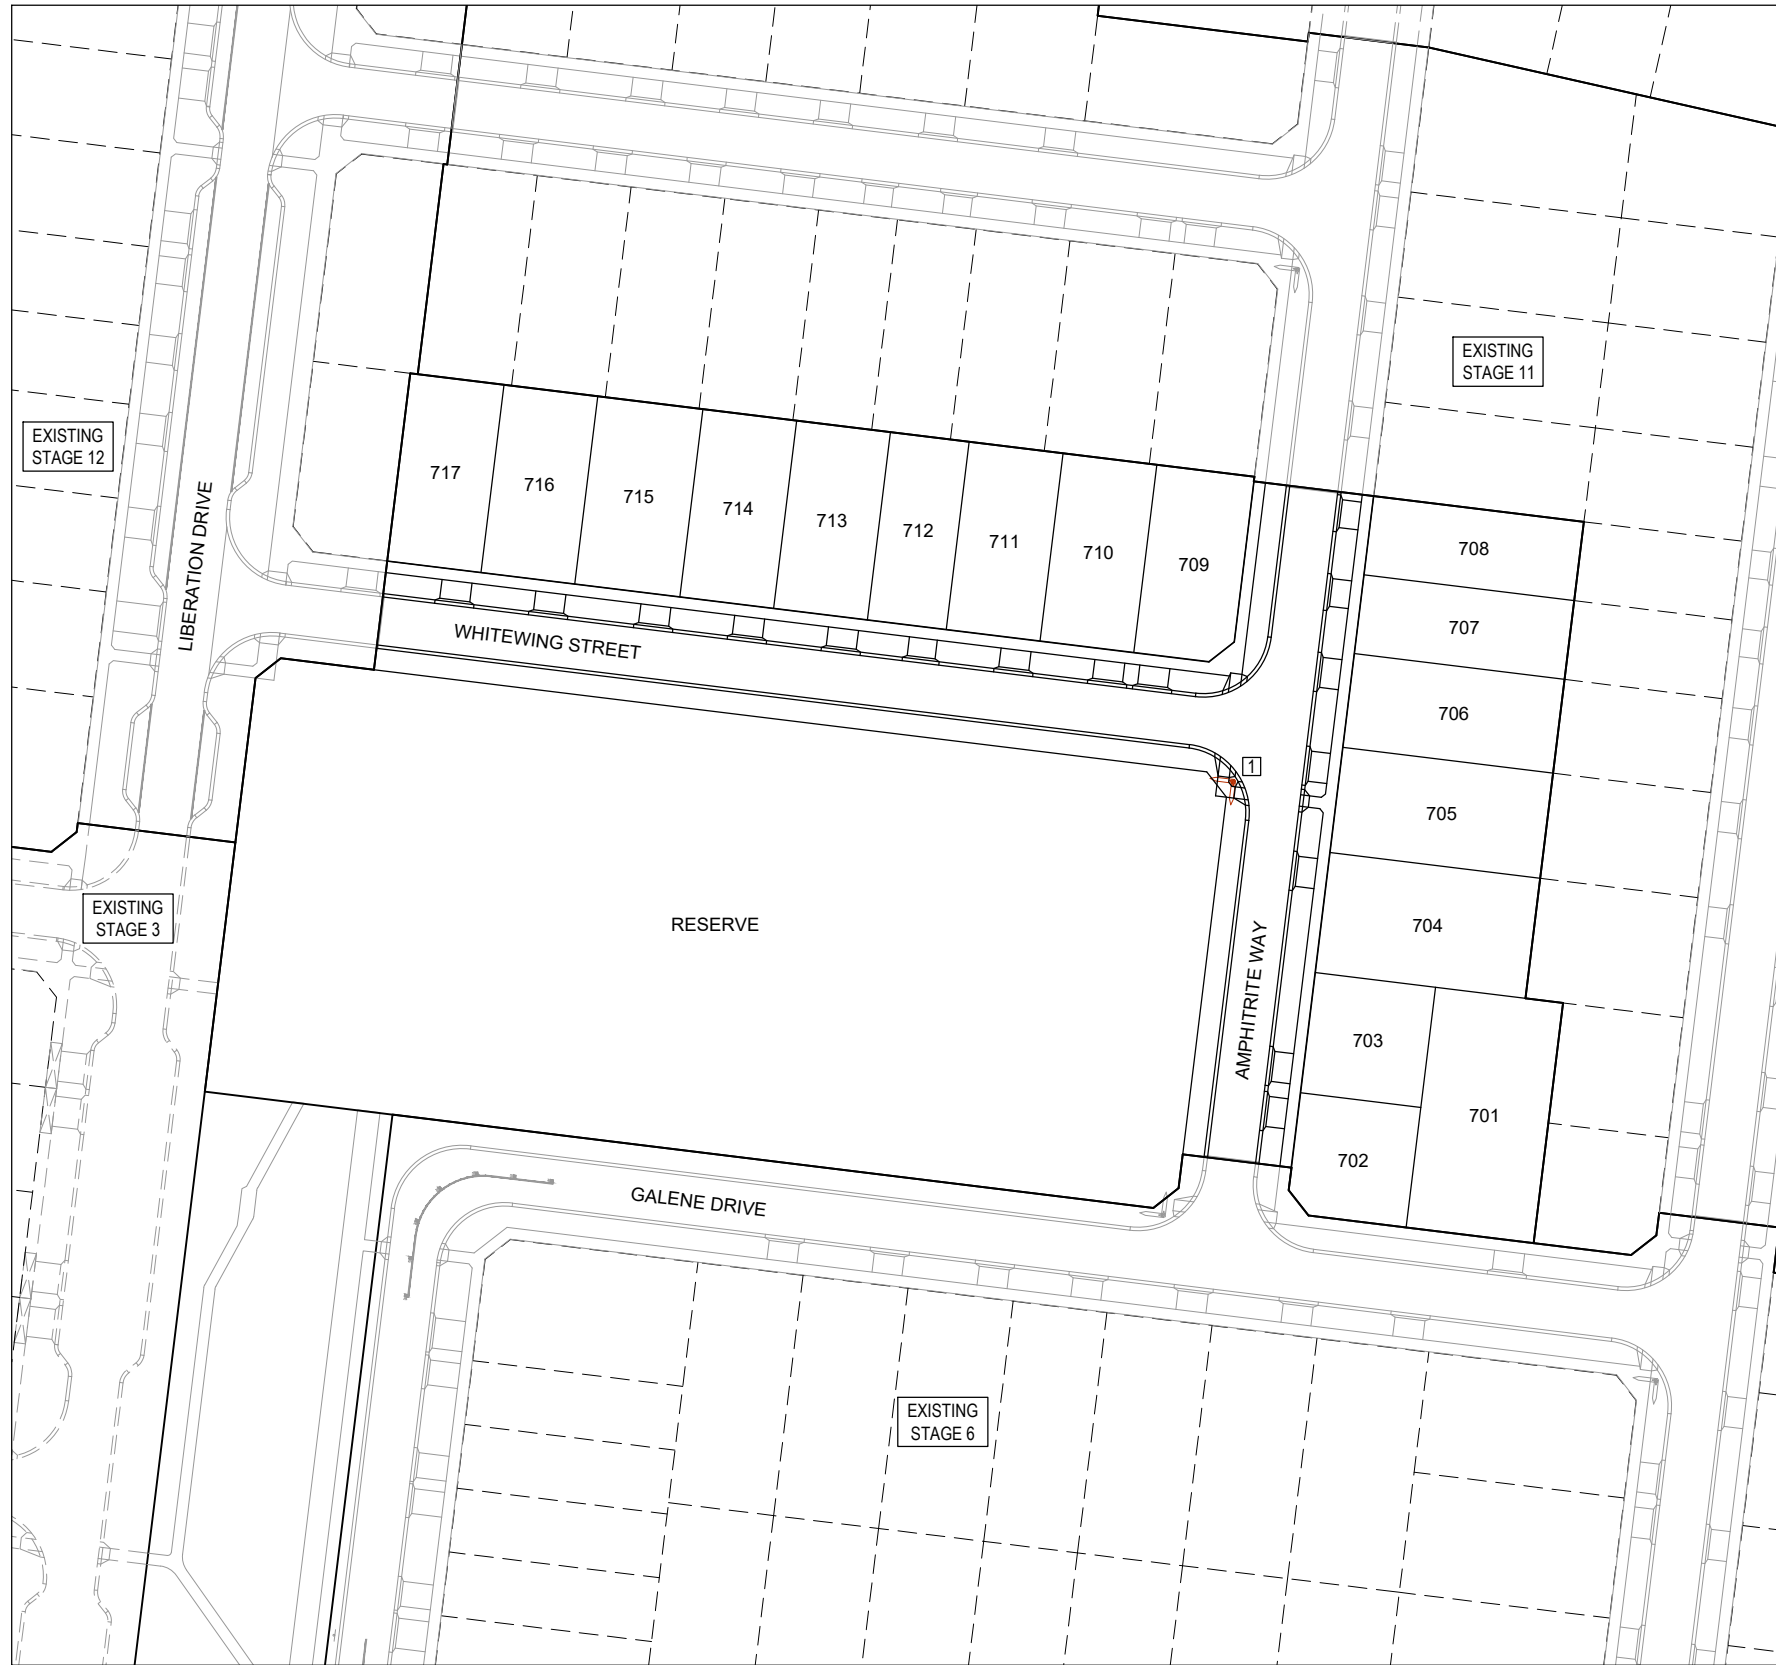 EXISTING
STAGE 11
EXISTING
STAGE 12
LIBERATION DRIVE
717
716
715
714
713
712
711
710
709
708
707
706
705
704
703
702
701
WHITEWING STREET
1
EXISTING
STAGE 3
RESERVE
AMPHITRITE WAY
GALENE DRIVE
EXISTING
STAGE 6